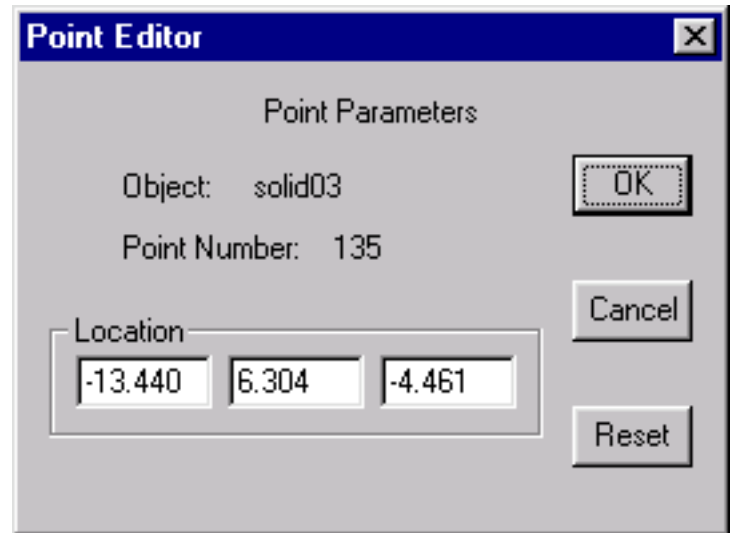 Point Editor
Point Parameters
Object: solid03
OK
Point Number: 135
Cancel
Location
-13.440 6.304 -4.461
Reset